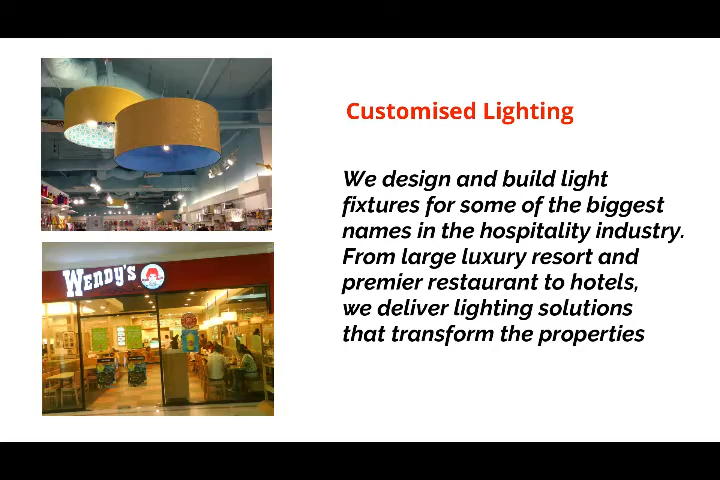 Customised Lighting
We design and build light
fixtures for some of the biggest
names in the hospitality industry.
From large luxury resort and
premier restaurant to hotels,
we deliver lighting solutions
that transform the properties
WENDY'S